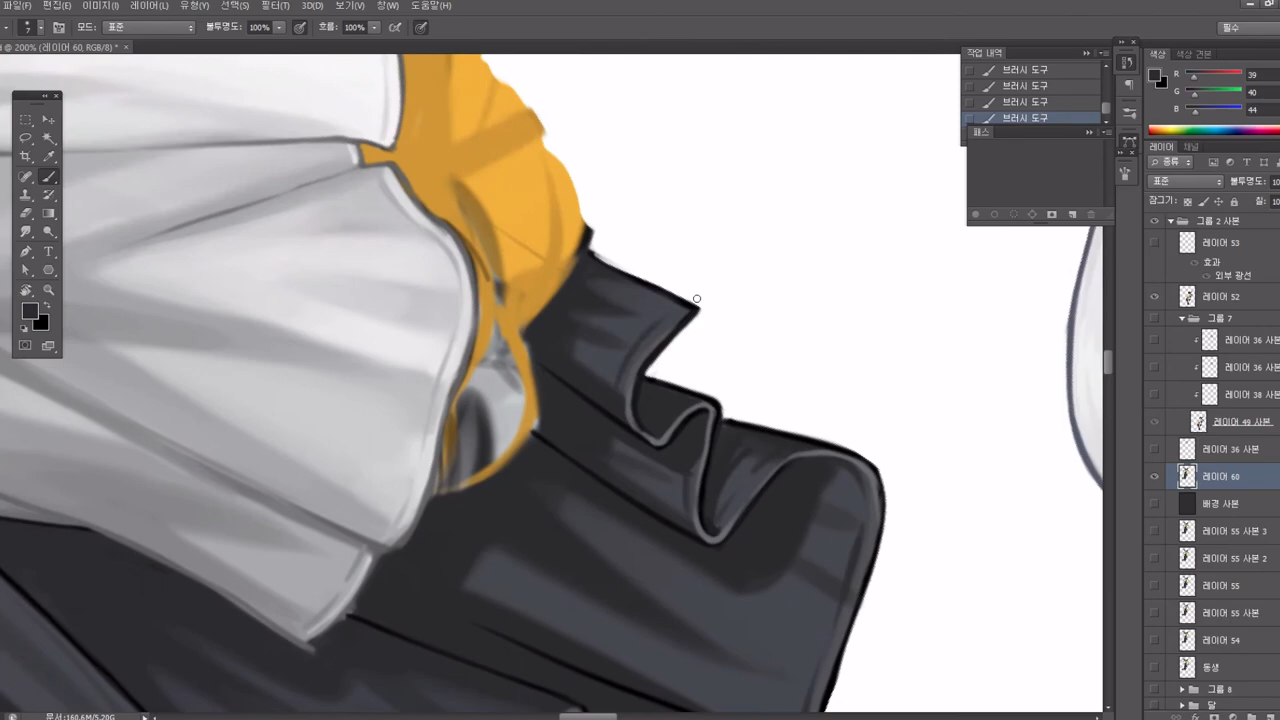 파일(F) 편집(E) 이미지(I) 레이어(L) 유형(Y) 선택(S) 필터(T) 3D(D) 보기(V) 창(W) 도움말(H)
7 모드: 표준 불투명도: 100% 흐름: 100% 필수
@ 200% (레이어 60, RGB/8) * ×
작업 내역
브러시 도구
브러시 도구
브러시 도구
브러시 도구
패스
색상 색상 견본
R 39
G 40
B 44
레이어 채널
종류
표준 불투명도: 10
잠그기: 칠: 10
그룹 2 사본
레이어 53
효과
외부 광선
레이어 52
그룹 7
레이어 36 사본
레이어 36 사본
레이어 38 사본
레이어 49 사본
레이어 36 사본
레이어 60
배경 사본
레이어 55 사본 3
레이어 55 사본 2
레이어 55
레이어 55 사본
레이어 54
동생
그룹 8
달
문서:160.6M/5.20G